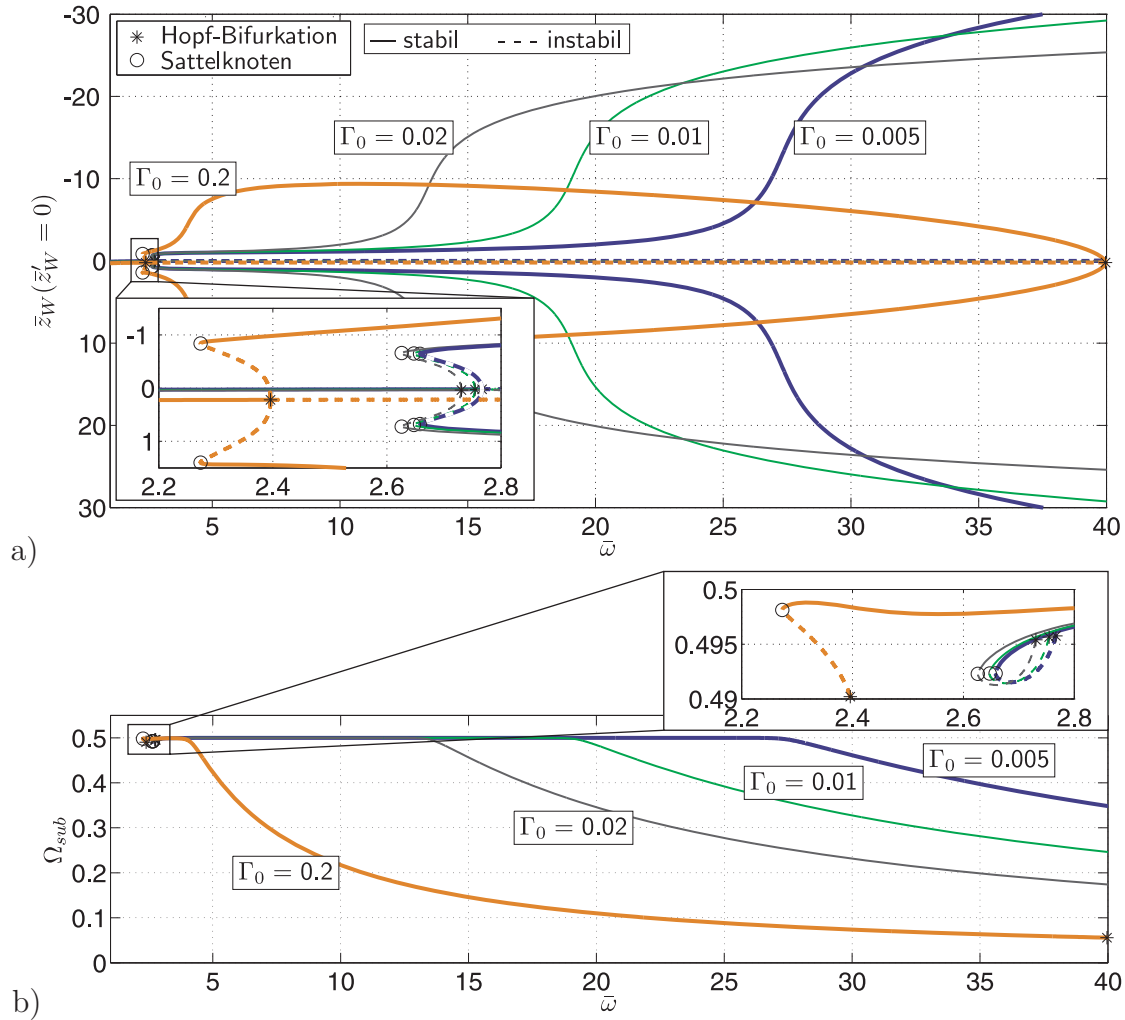 -30
-20
-10
0
10
20
30
z̄_W(z̄′_W = 0)
Hopf-Bifurkation
Sattelknoten
stabil
instabil
Γ₀ = 0.02
Γ₀ = 0.01
Γ₀ = 0.005
Γ₀ = 0.2
-1
0
1
2.2
2.4
2.6
2.8
5
10
15
20
25
30
35
40
ω̄
a)
0.5
0.495
0.49
2.2
2.4
2.6
2.8
0.5
0.4
0.3
0.2
0.1
0
Ω_sub
Γ₀ = 0.005
Γ₀ = 0.01
Γ₀ = 0.02
Γ₀ = 0.2
5
10
15
20
25
30
35
40
ω̄
b)